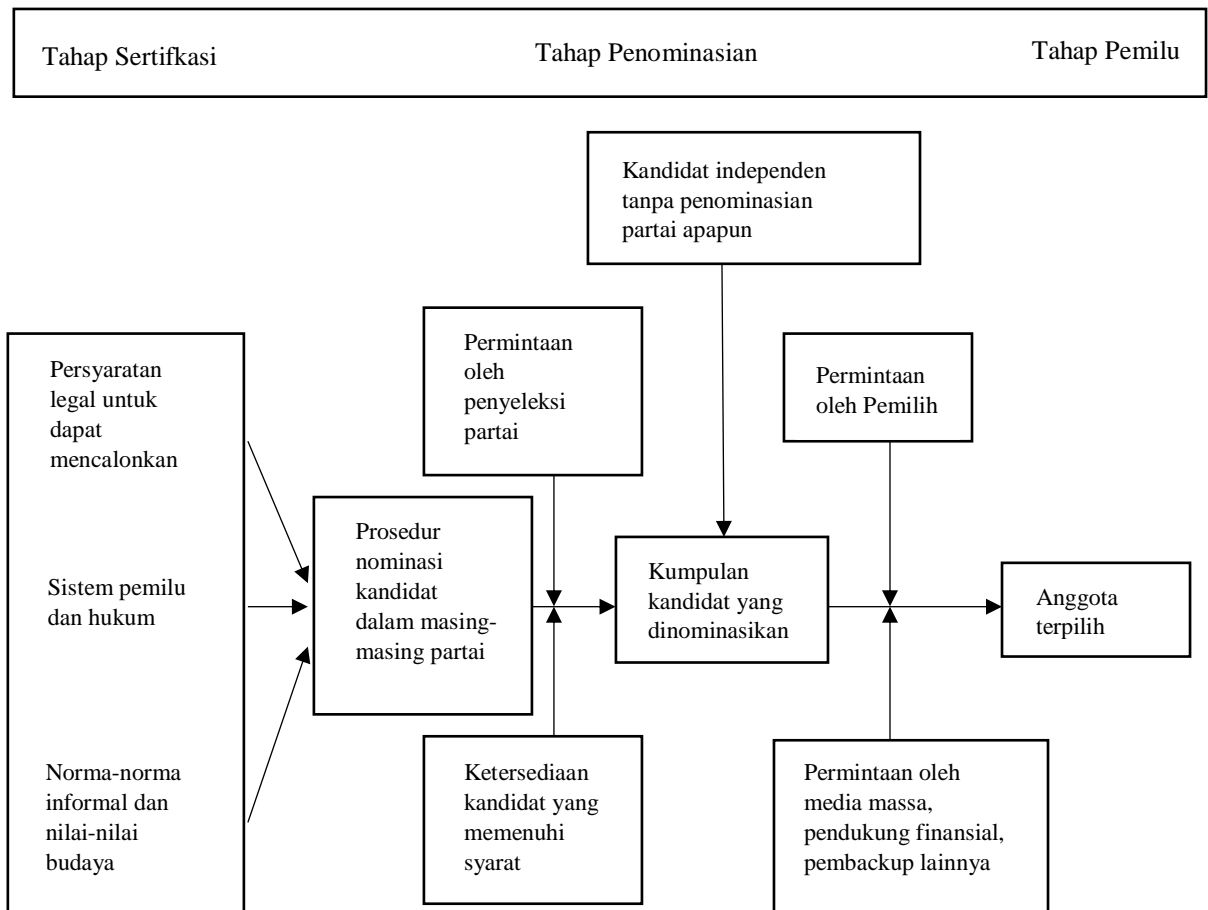 Tahap Sertifkasi
Tahap Penominasian
Tahap Pemilu
Kandidat independen
tanpa penominasian
partai apapun
Persyaratan
legal untuk
dapat
mencalonkan
Sistem pemilu
dan hukum
Norma-norma
informal dan
nilai-nilai
budaya
Prosedur
nominasi
kandidat
dalam masing-
masing partai
Permintaan
oleh
penyeleksi
partai
Ketersediaan
kandidat yang
memenuhi
syarat
Kumpulan
kandidat yang
dinominasikan
Permintaan
oleh Pemilih
Permintaan oleh
media massa,
pendukung finansial,
pembackup lainnya
Anggota
terpilih